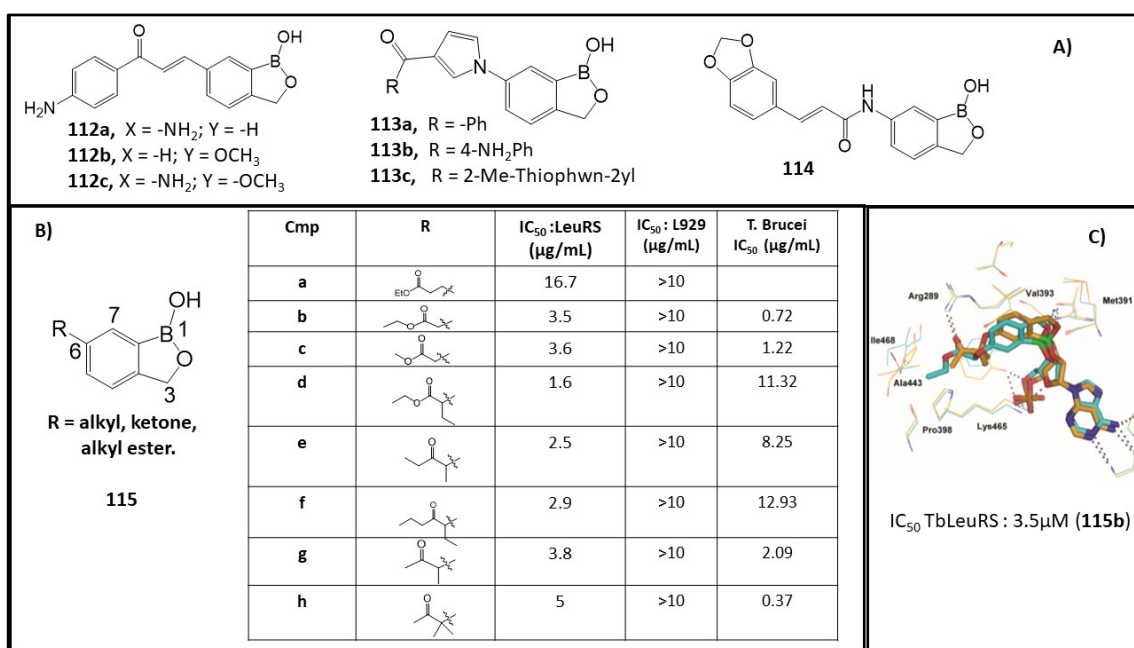 A)
O
OH
B
O
H₂N
112a, X = -NH₂; Y = -H
112b, X = -H; Y = OCH₃
112c, X = -NH₂; Y = -OCH₃
O
R
N
OH
B
O
113a, R = -Ph
113b, R = 4-NH₂Ph
113c, R = 2-Me-Thiophwn-2yl
O
O
H
N
O
OH
B
O
114
B)
OH
R
7
B
1
6
O
3
R = alkyl, ketone,
alkyl ester.
115
Cmp R IC₅₀ :LeuRS (µg/mL) IC₅₀ : L929 (µg/mL) T. Brucei IC₅₀ (µg/mL)
a EtO O 16.7 >10
b O O 3.5 >10 0.72
c O O 3.6 >10 1.22
d O O 1.6 >10 11.32
e O 2.5 >10 8.25
f O 2.9 >10 12.93
g O 3.8 >10 2.09
h O 5 >10 0.37
C)
Arg289
Val393
Met391
Ile468
Ala443
Pro398
Lys465
IC₅₀ TbLeuRS : 3.5µM (115b)